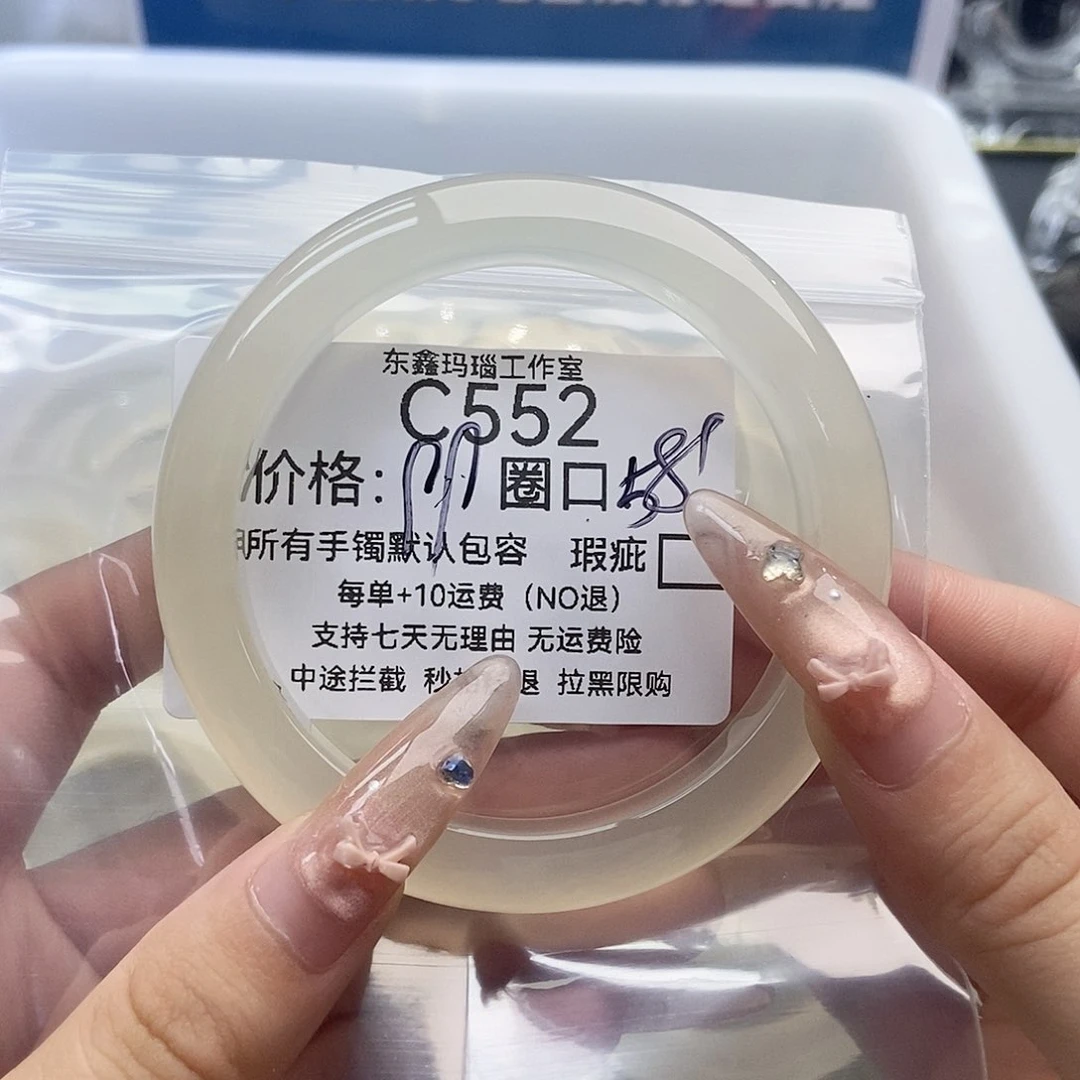 东鑫玛瑙工作室
C552
价格: 圈口 58
所有手镯默认包容 瑕疵
每单+10运费（NO退）
支持七天无理由 无运费险
中途拦截 秒 退 拉黑限购